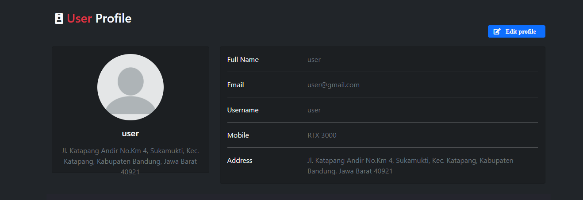 User Profile
Edit profile
user
Jl. Katapang Andir No.Km 4, Sukamukti, Kec.
Katapang, Kabupaten Bandung, Jawa Barat
40921
Full Name user
Email user@gmail.com
Username user
Mobile RTX 3000
Address Jl. Katapang Andir No.Km 4, Sukamukti, Kec. Katapang, Kabupaten
Bandung, Jawa Barat 40921